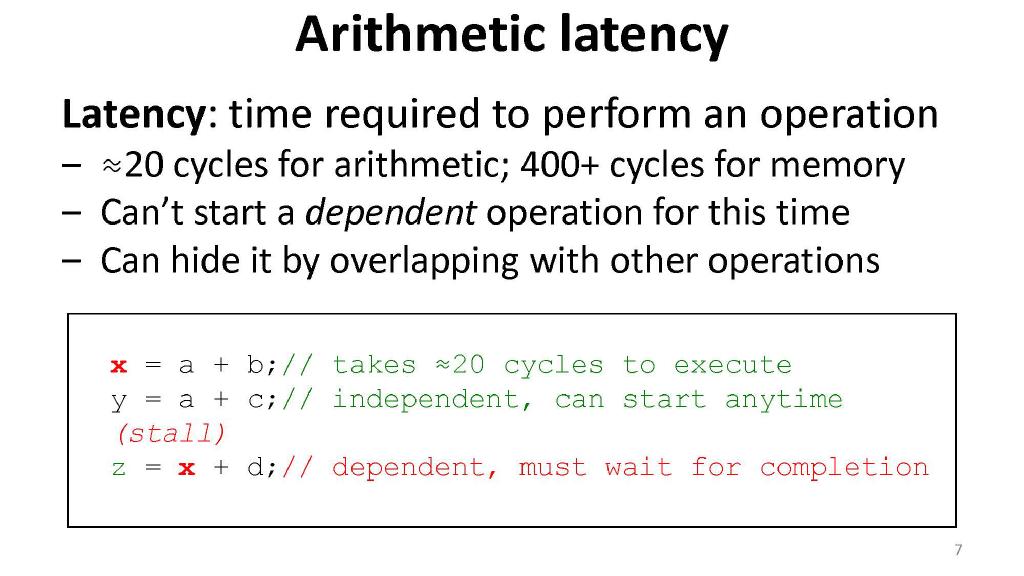 Arithmetic latency
Latency: time required to perform an operation
– ≈20 cycles for arithmetic; 400+ cycles for memory
– Can’t start a dependent operation for this time
– Can hide it by overlapping with other operations
x = a + b;// takes ≈20 cycles to execute
y = a + c;// independent, can start anytime
(stall)
z = x + d;// dependent, must wait for completion
7